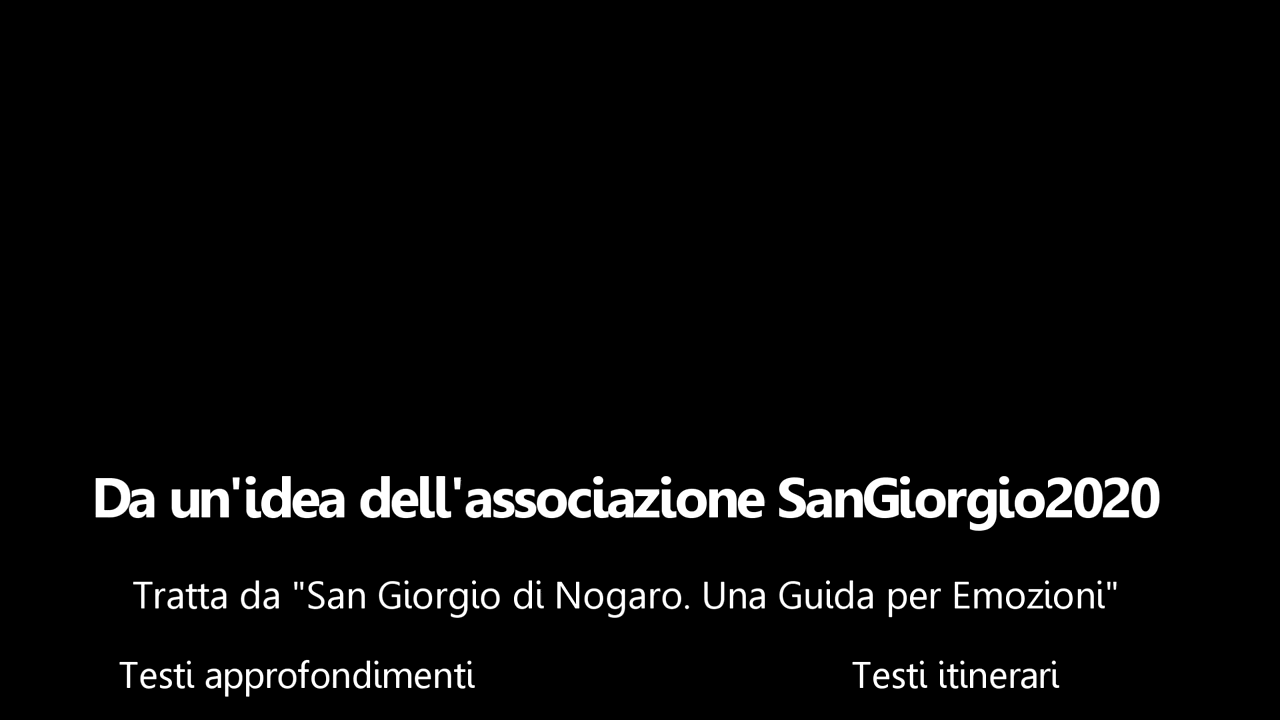 Da un'idea dell'associazione SanGiorgio2020
Tratta da "San Giorgio di Nogaro. Una Guida per Emozioni"
Testi approfondimenti Testi itinerari